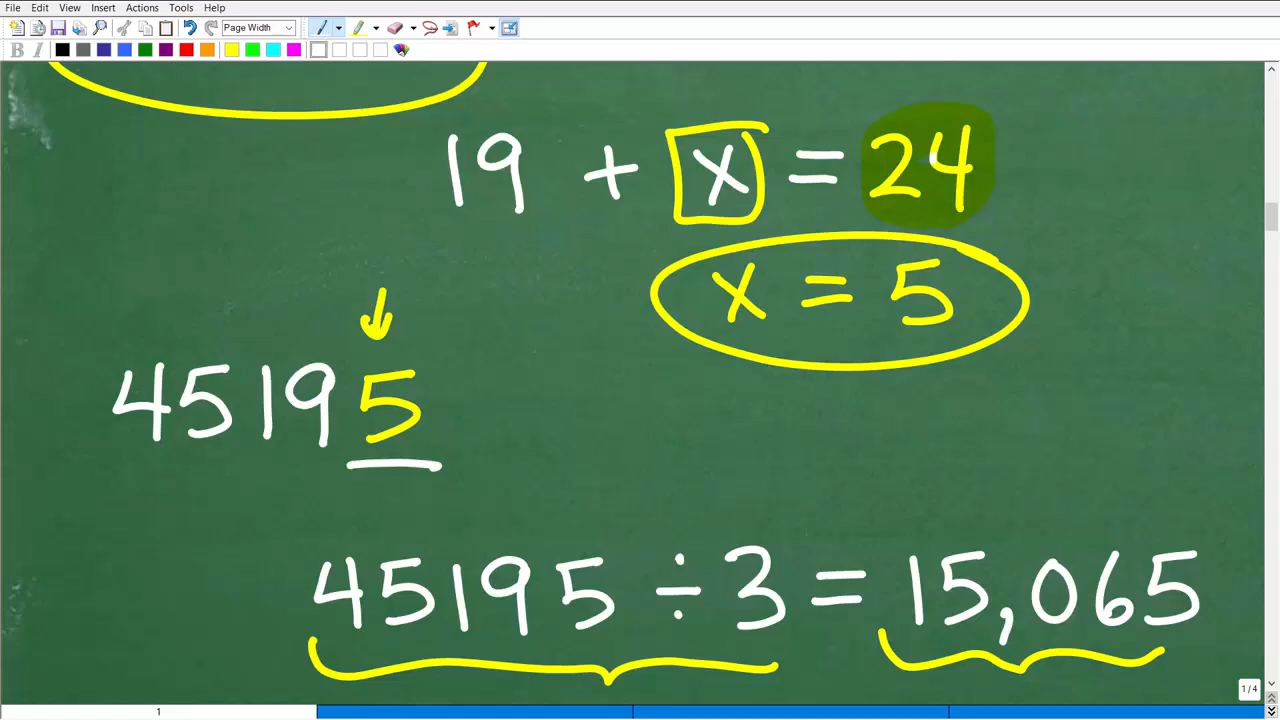 File Edit View Insert Actions Tools Help
Page Width
B I
19 + x = 24
x = 5
45195
45195 ÷ 3 = 15,065
1 / 4
1